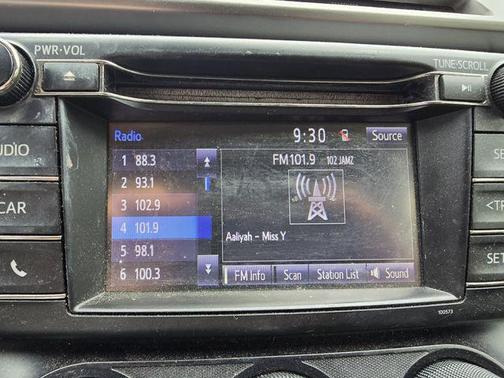 PWR·VOL
TUNE·SCROLL
AUDIO
CAR
Radio
9:30
Source
1 88.3
2 93.1
3 102.9
4 101.9
5 98.1
6 100.3
FM101.9 102 JAMZ
Aaliyah - Miss Y
FM Info
Scan
Station List
Sound
SE
<TR
SET
100573